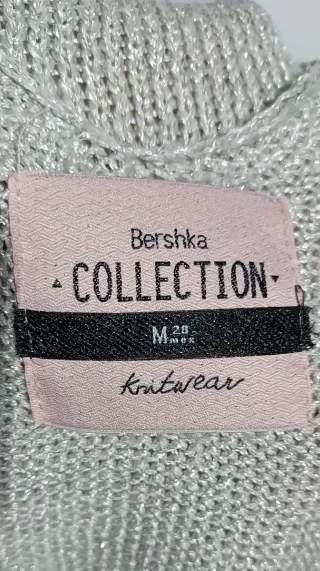 Bershka
COLLECTION
M 28 mex
knitwear